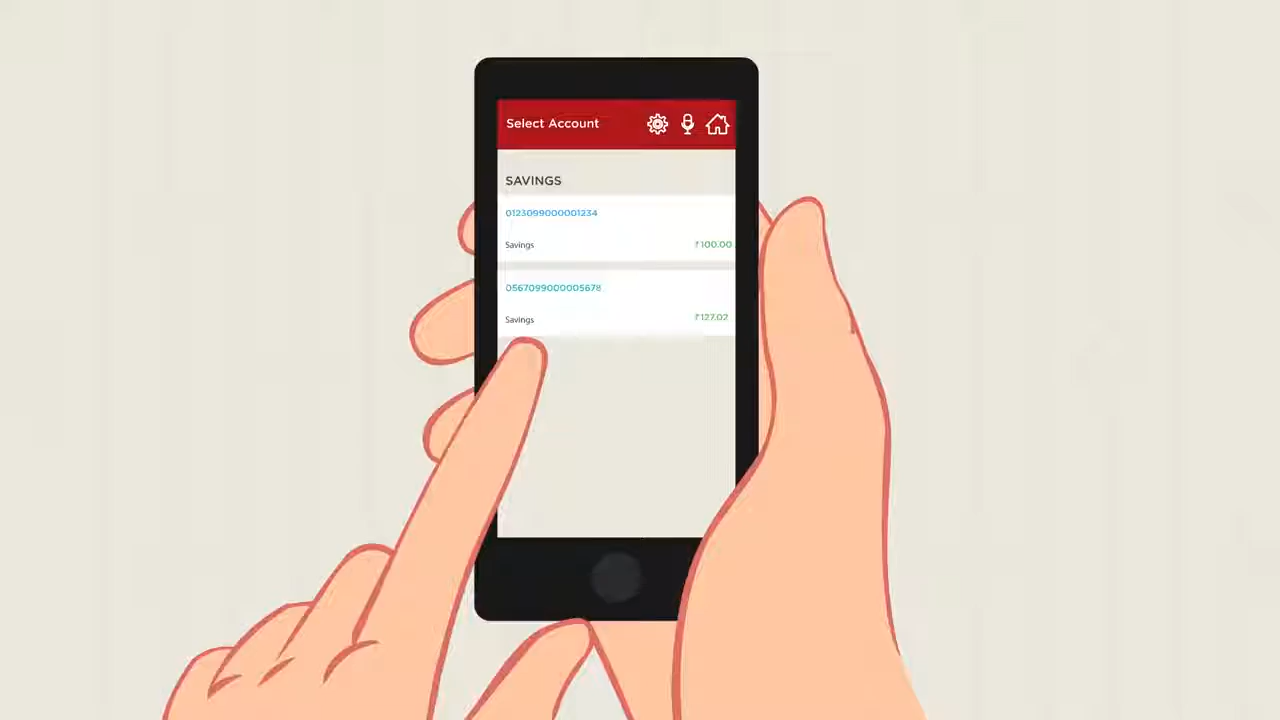 Select Account
SAVINGS
0123099000001234
Savings ₹100.00
0567099000005678
Savings ₹127.02